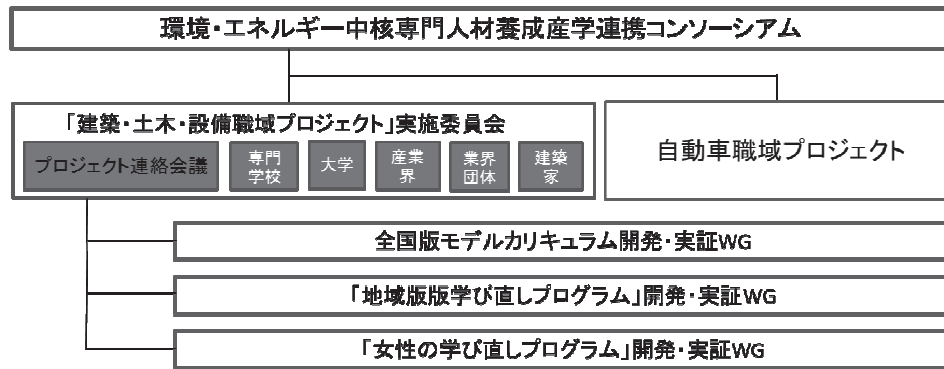 環境・エネルギー中核専門人材養成産学連携コンソーシアム
「建築・土木・設備職域プロジェクト」実施委員会
プロジェクト連絡会議
専門
学校
大学
産業
界
業界
団体
建築
家
自動車職域プロジェクト
全国版モデルカリキュラム開発・実証WG
「地域版版学び直しプログラム」開発・実証WG
「女性の学び直しプログラム」開発・実証WG